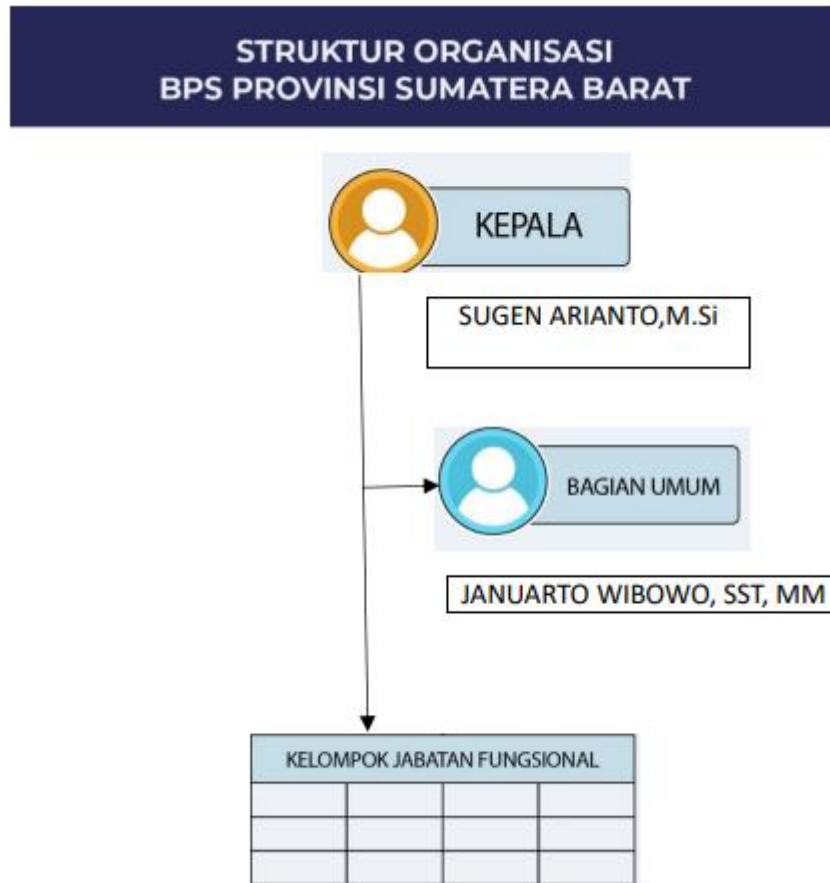 STRUKTUR ORGANISASI
BPS PROVINSI SUMATERA BARAT
KEPALA
SUGEN ARIANTO,M.Si
BAGIAN UMUM
JANUARTO WIBOWO, SST, MM
KELOMPOK JABATAN FUNGSIONAL